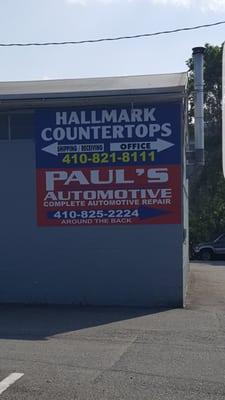 HALLMARK
COUNTERTOPS
SHIPPING / RECEIVING OFFICE
410-821-8111
PAUL'S
AUTOMOTIVE
COMPLETE AUTOMOTIVE REPAIR
410-825-2224
AROUND THE BACK